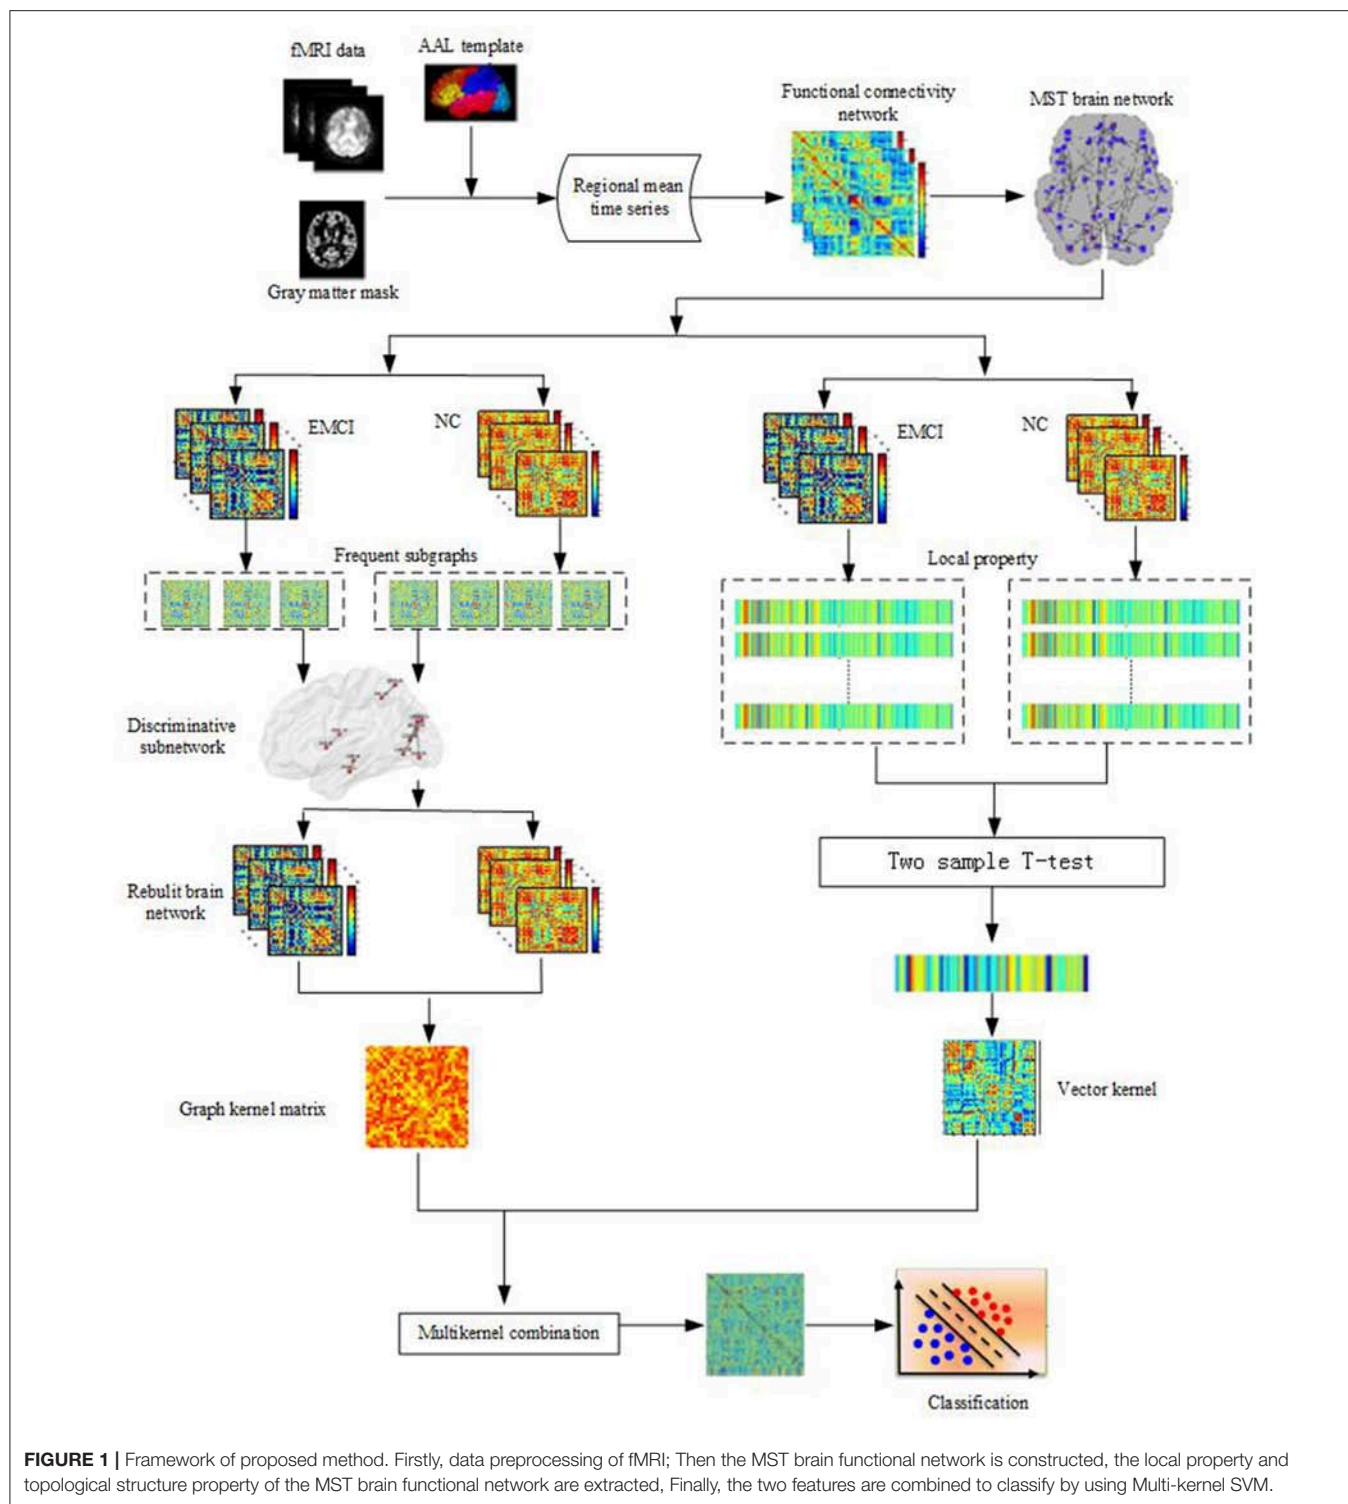 fMRI data
AAL template
Functional connectivity
network
MST brain network
Regional mean
time series
Gray matter mask
EMCI
NC
EMCI
NC
Frequent subgraphs
Local property
Discriminative
subnetwork
Two sample T-test
Rebulit brain
network
Graph kernel matrix
Vector kernel
Multikernel combination
Classification
FIGURE 1 | Framework of proposed method. Firstly, data preprocessing of fMRI; Then the MST brain functional network is constructed, the local property and
topological structure property of the MST brain functional network are extracted, Finally, the two features are combined to classify by using Multi-kernel SVM.